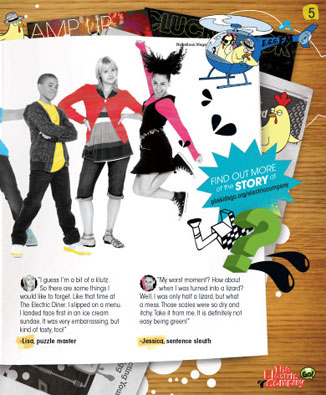 AMP UP
5
FIND OUT MORE
of the STORY at
pbskidsgo.org/electriccompany
"I guess I'm a bit of a klutz.
So there are some things I
would like to forget. Like that time at
The Electric Diner. I slipped on a menu.
I landed face first in an ice cream
sundae. It was very embarrassing, but
kind of tasty, too!"
-Lisa, puzzle master
"My worst moment? How about
when I was turned into a lizard?
Well, I was only half a lizard, but what
a mess. Those scales were so dry and
itchy. Take it from me. It is definitely not
easy being green!"
-Jessica, sentence sleuth
The
Electric
Company
GO!